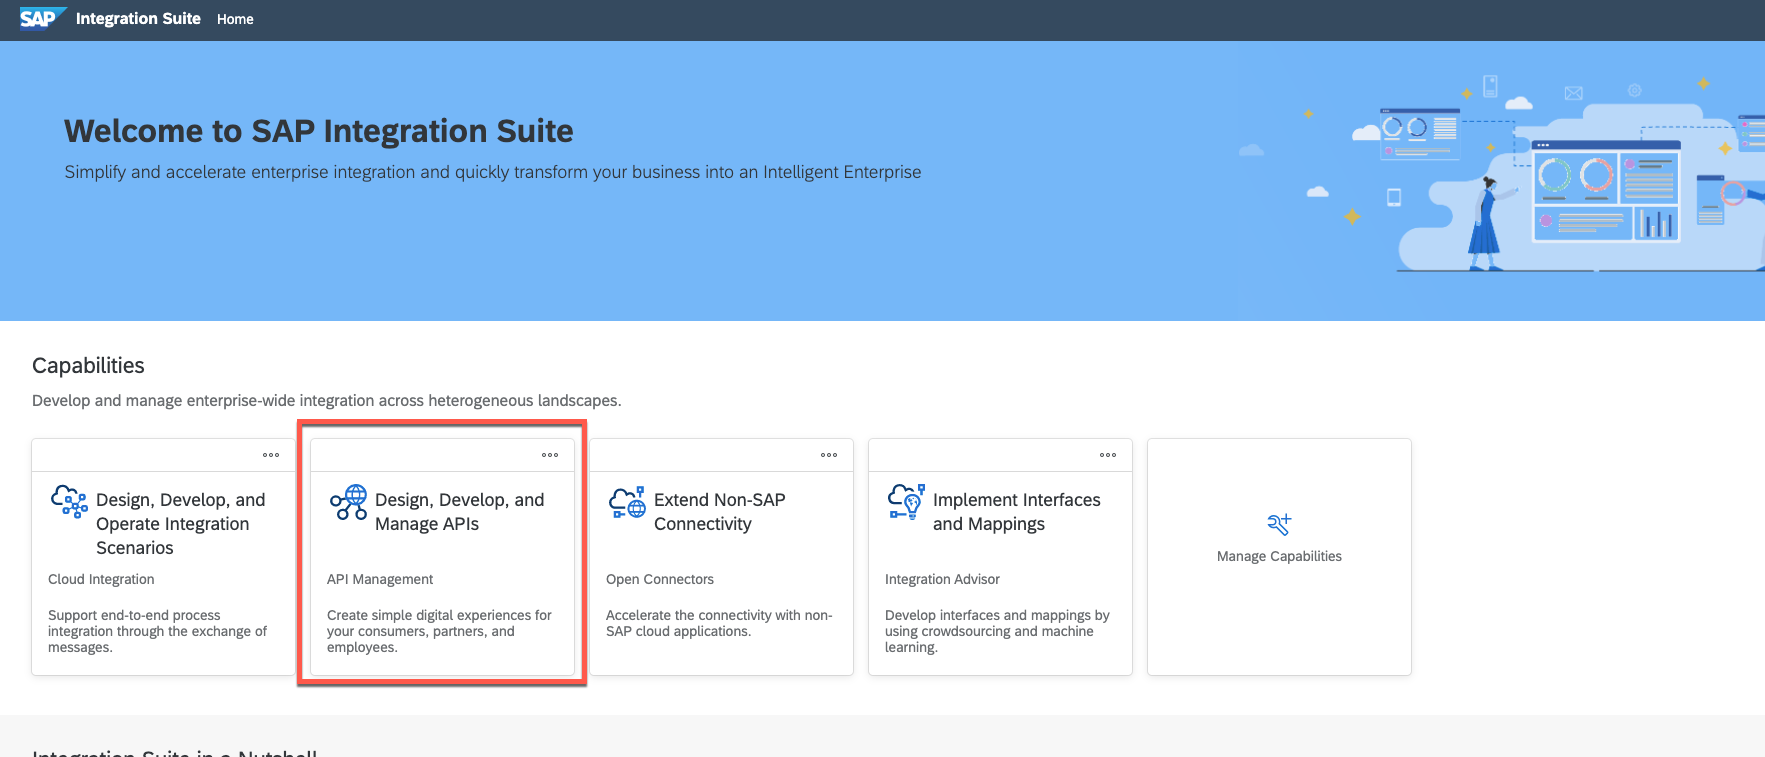 SAP Integration Suite Home
Welcome to SAP Integration Suite
Simplify and accelerate enterprise integration and quickly transform your business into an Intelligent Enterprise
Capabilities
Develop and manage enterprise-wide integration across heterogeneous landscapes.
Design, Develop, and
Operate Integration
Scenarios
Cloud Integration
Support end-to-end process
integration through the exchange of
messages.
Design, Develop, and
Manage APIs
API Management
Create simple digital experiences for
your consumers, partners, and
employees.
Extend Non-SAP
Connectivity
Open Connectors
Accelerate the connectivity with non-
SAP cloud applications.
Implement Interfaces
and Mappings
Integration Advisor
Develop interfaces and mappings by
using crowdsourcing and machine
learning.
Manage Capabilities
Integration Suite in a Nutshell